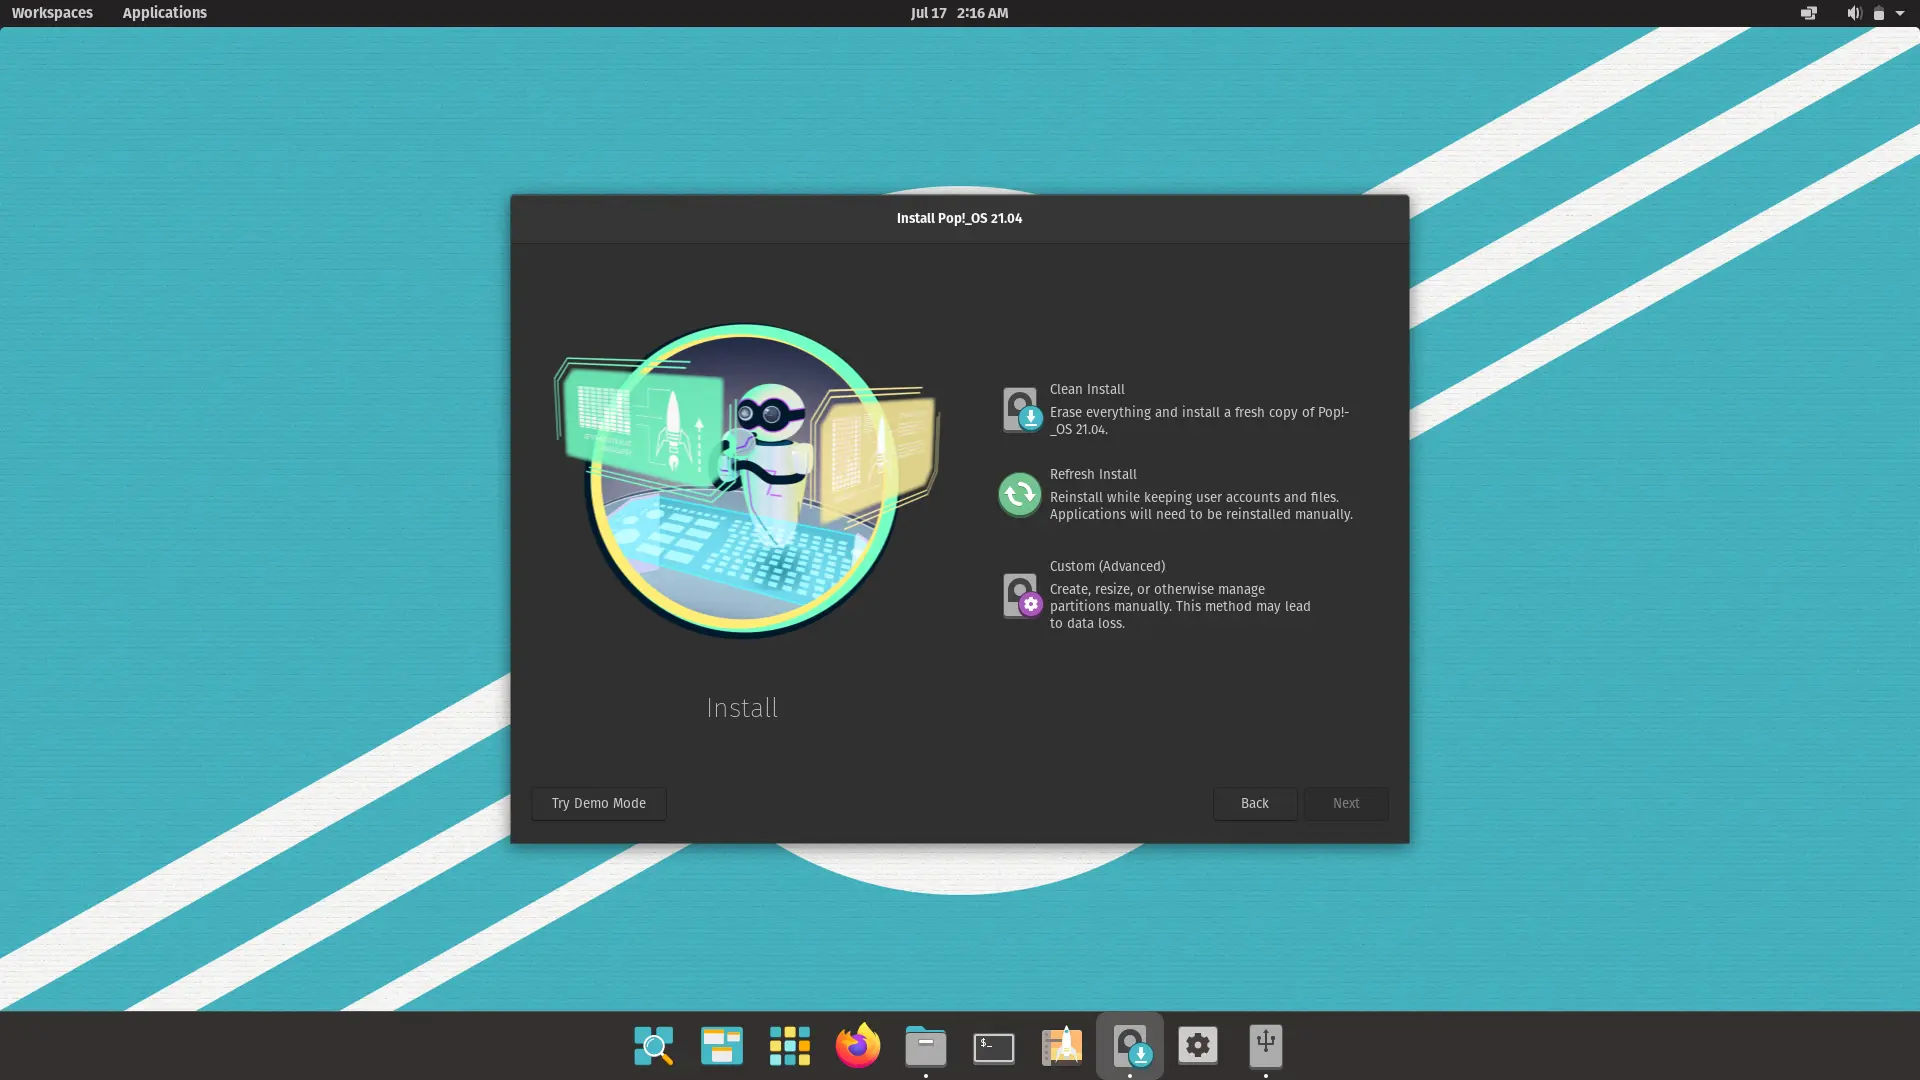 Workspaces Applications Jul 17 2:16 AM
Install Pop!_OS 21.04
Clean Install
Erase everything and install a fresh copy of Pop!-
_OS 21.04.
Refresh Install
Reinstall while keeping user accounts and files.
Applications will need to be reinstalled manually.
Custom (Advanced)
Create, resize, or otherwise manage
partitions manually. This method may lead
to data loss.
Install
Try Demo Mode Back Next
$_